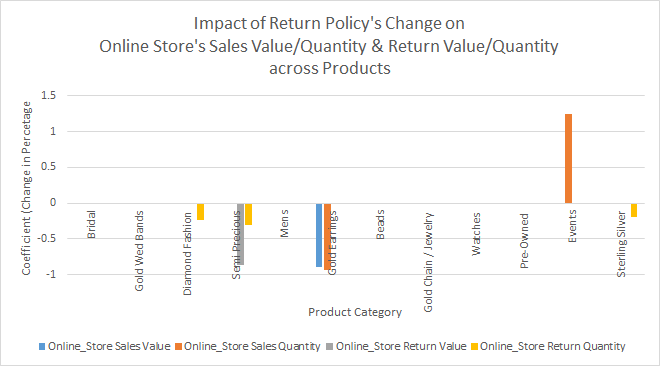 Impact of Return Policy's Change on
Online Store's Sales Value/Quantity & Return Value/Quantity
across Products
Coefficient (Change in Percetage
1.5
1
0.5
0
-0.5
-1
Bridal
Gold Wed Bands
Diamond Fashion
Semi Precious
Mens
Gold Earrings
Beads
Gold Chain / Jewelry
Watches
Pre-Owned
Events
Sterling Silver
Product Category
Online_Store Sales Value
Online_Store Sales Quantity
Online_Store Return Value
Online_Store Return Quantity